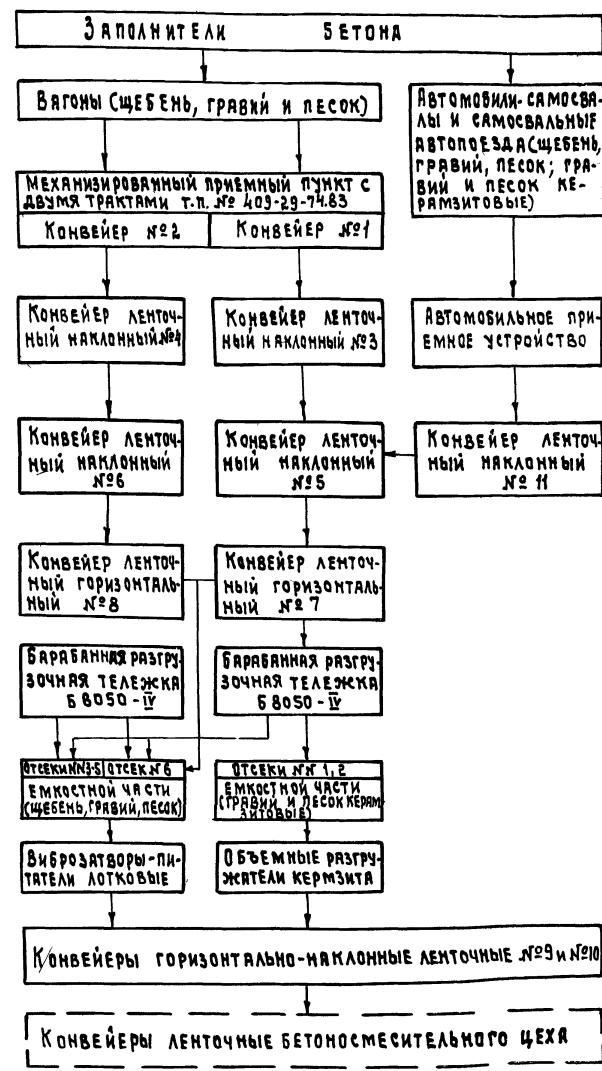 Заполнители бетона
Вагоны (щебень, гравий и песок)
Автомобили-самосва-
лы и самосвальные
автопоезда (щебень,
гравий, песок; гра-
вий и песок ке-
рамзитовые)
Механизированный приемный пункт с
двумя трактами т.п. № 409-29-74.83
Конвейер №2
Конвейер №1
Конвейер ленточ-
ный наклонный №4
Конвейер ленточ-
ный наклонный №3
Автомобильное при-
емное устройство
Конвейер ленточ-
ный наклонный
№6
Конвейер ленточ-
ный наклонный
№5
Конвейер ленточ-
ный наклонный
№ 11
Конвейер ленточ-
ный горизонталь-
ный №8
Конвейер ленточ-
ный горизонталь-
ный № 7
Барабанная разгру-
зочная тележка
Б 8050 - IV
Барабанная разгру-
зочная тележка
Б 8050 - IV
Отсеки №№3-5
Отсек №6
емкостной части
(щебень, гравий, песок)
Отсеки №№ 1,2
емкостной части
(гравий и песок керам-
зитовые)
Виброзатворы-пи-
татели лотковые
Объемные разгру-
жатели кермзита
Конвейеры горизонтально-наклонные ленточные №9 и №10
Конвейеры ленточные бетоносмесительного цеха